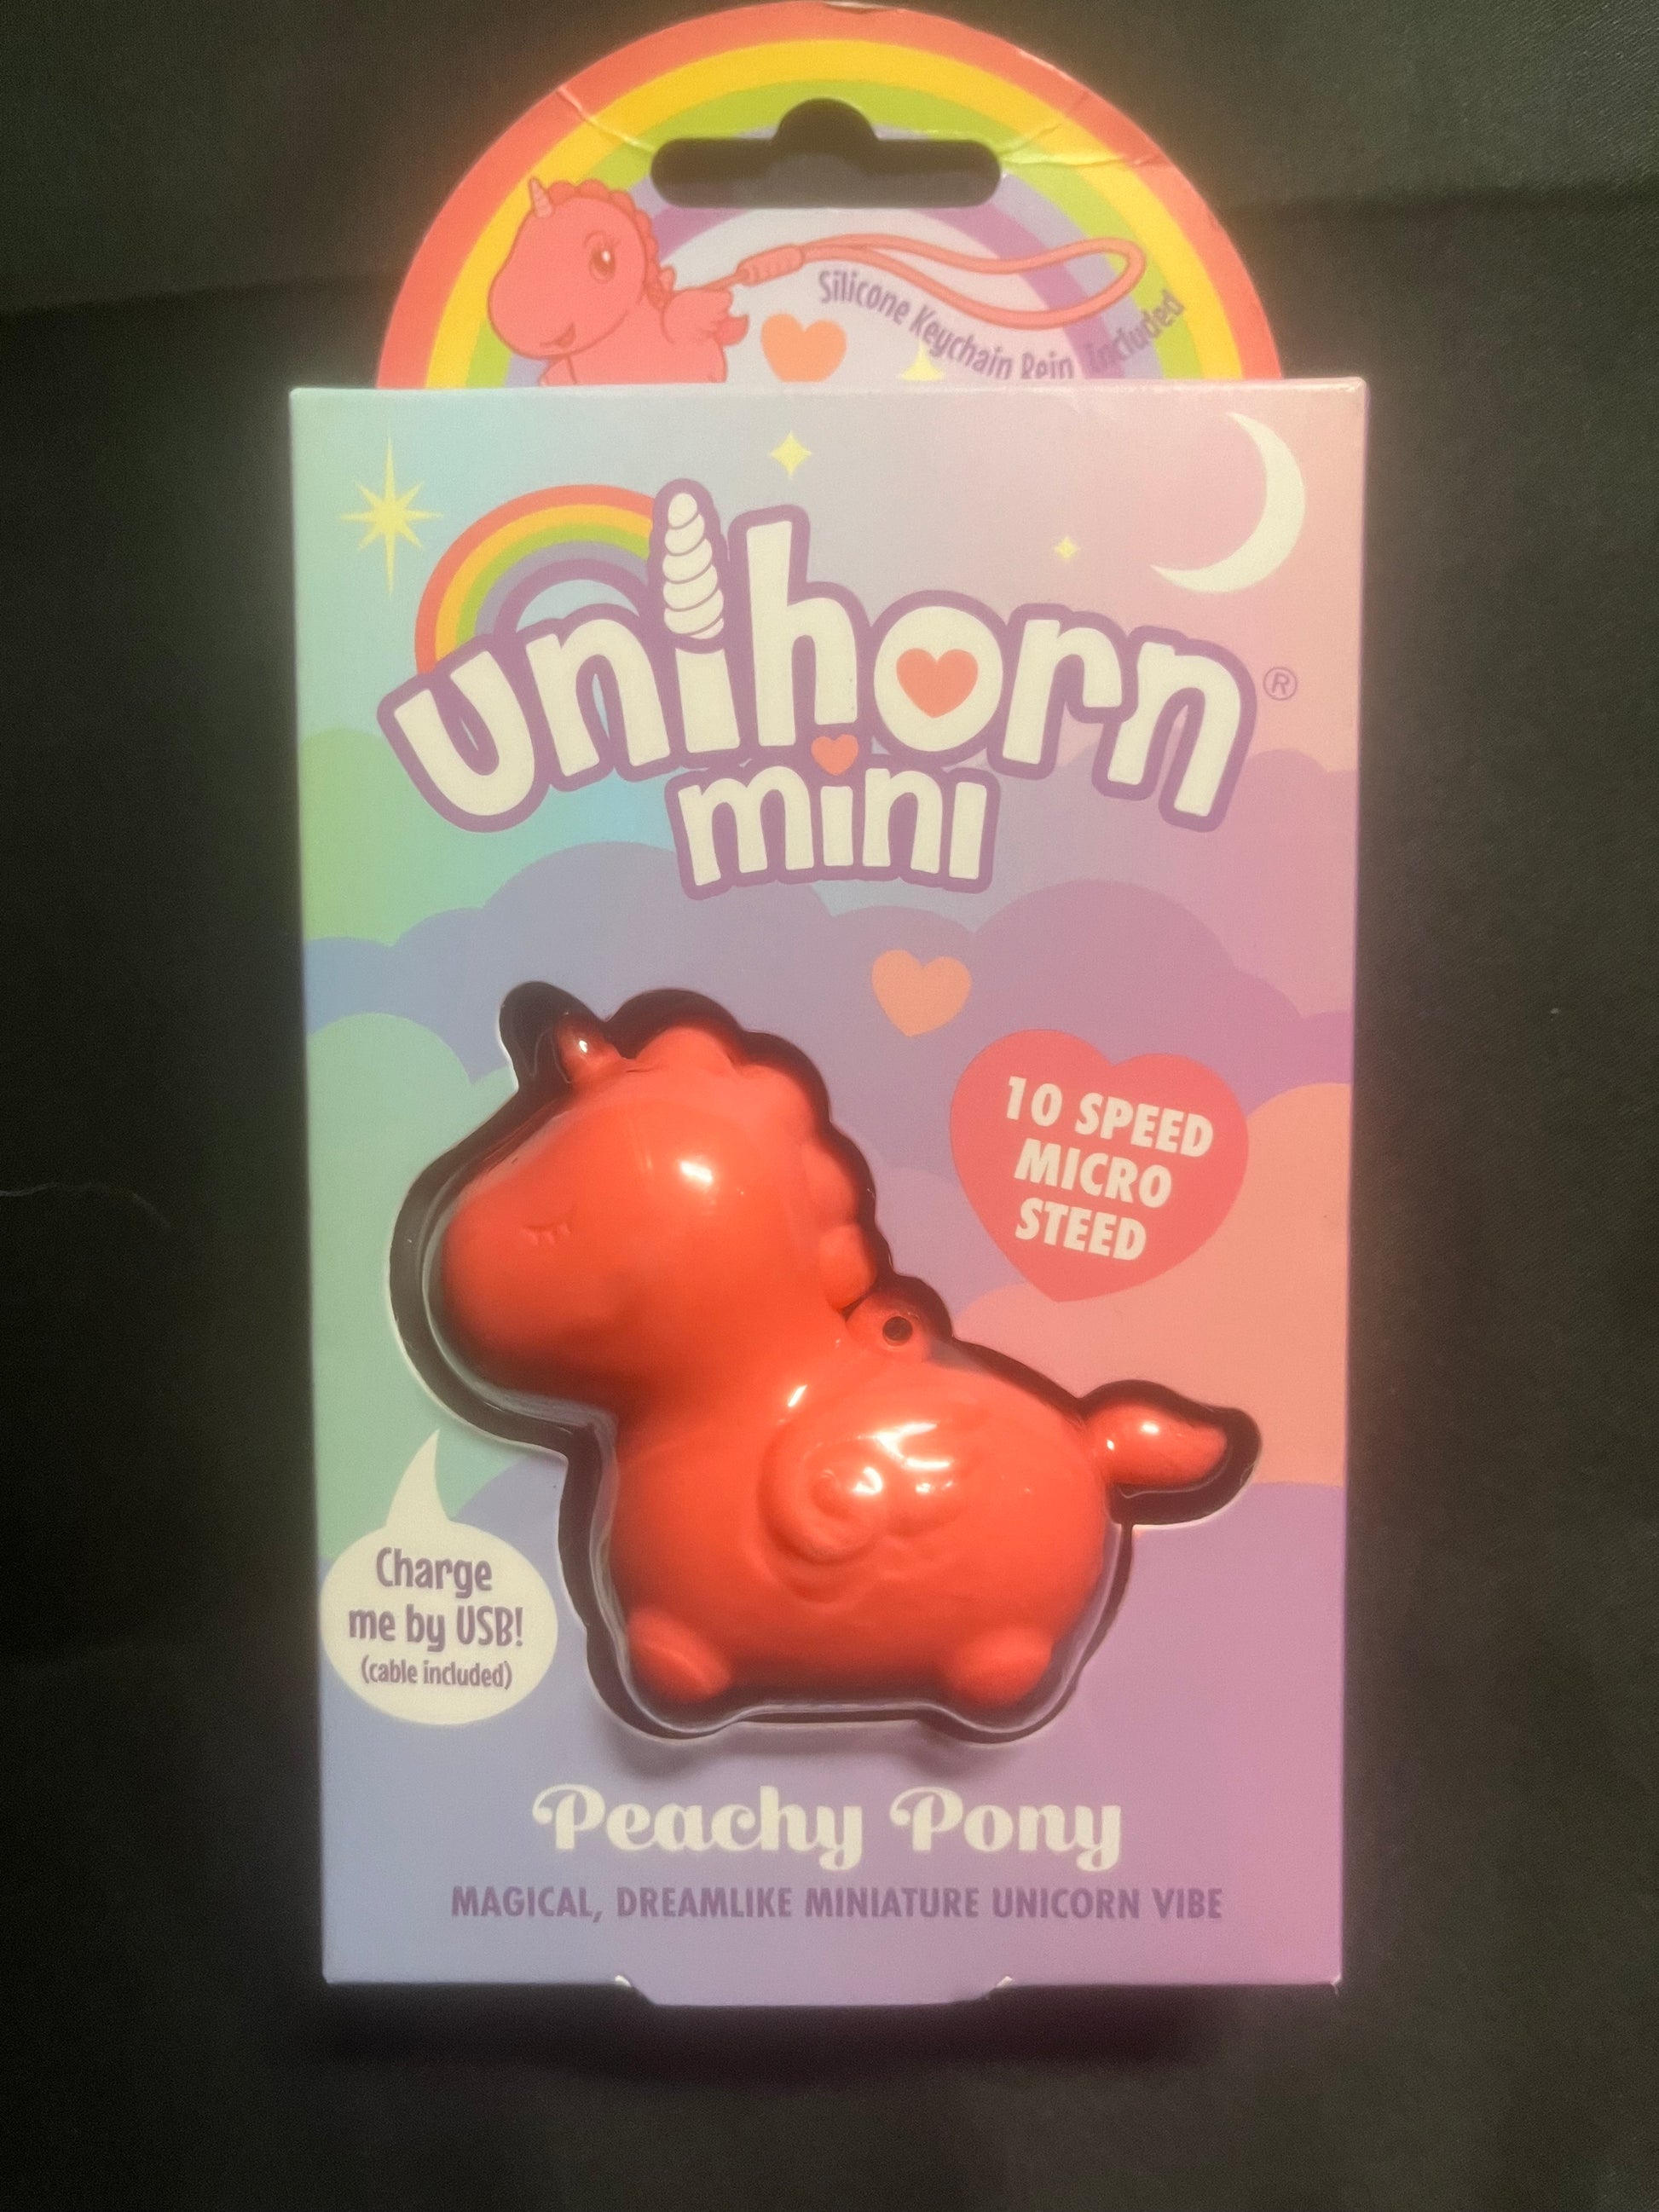 Silicone Keychain Rein included
unihorn ®
mini
10 SPEED
MICRO
STEED
Charge
me by USB!
(cable included)
Peachy Pony
MAGICAL, DREAMLIKE MINIATURE UNICORN VIBE